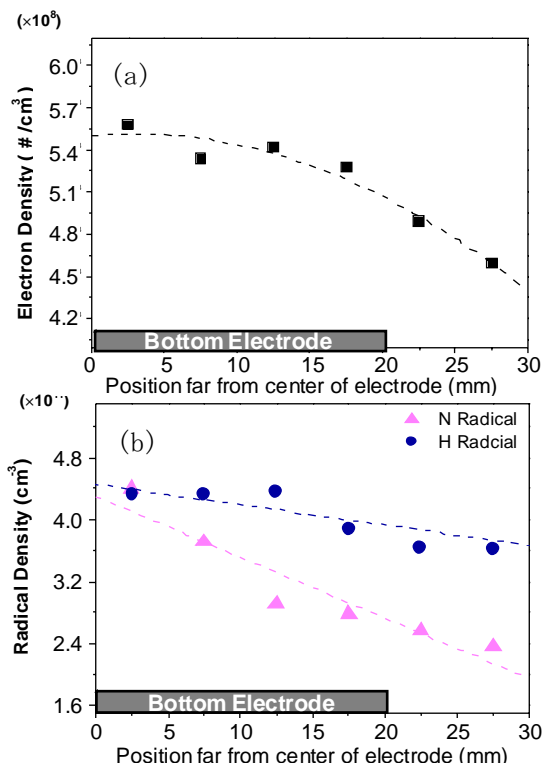 (×10⁸)
(a)
6.0
5.7
5.4
5.1
4.8
4.2
Electron Density ( # /cm³)
Bottom Electrode
0 5 10 15 20 25 30
Position far from center of electrode (mm)
(b)
N Radical
H Radcial
4.8
4.0
3.2
2.4
1.6
Radical Density (cm⁻³)
Bottom Electrode
0 5 10 15 20 25 30
Position far from center of electrode (mm)